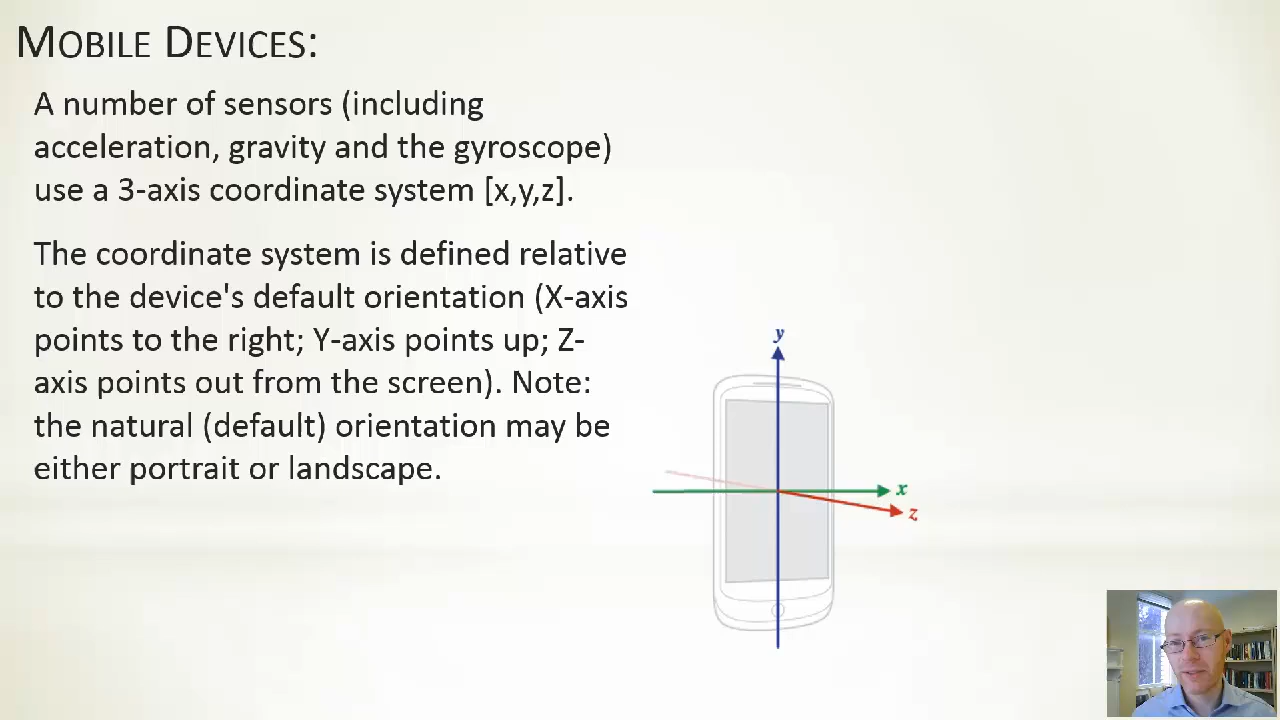 MOBILE DEVICES:
A number of sensors (including
acceleration, gravity and the gyroscope)
use a 3-axis coordinate system [x,y,z].
The coordinate system is defined relative
to the device's default orientation (X-axis
points to the right; Y-axis points up; Z-
axis points out from the screen). Note:
the natural (default) orientation may be
either portrait or landscape.
y
x
z